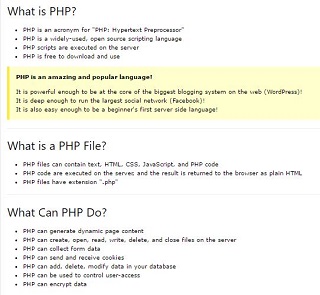 What is PHP?
PHP is an acronym for "PHP: Hypertext Preprocessor"
PHP is a widely-used, open source scripting language
PHP scripts are executed on the server
PHP is free to download and use
PHP is an amazing and popular language!
It is powerful enough to be at the core of the biggest blogging system on the web (WordPress)!
It is deep enough to run the largest social network (Facebook)!
It is also easy enough to be a beginner's first server side language!
What is a PHP File?
PHP files can contain text, HTML, CSS, JavaScript, and PHP code
PHP code are executed on the server, and the result is returned to the browser as plain HTML
PHP files have extension ".php"
What Can PHP Do?
PHP can generate dynamic page content
PHP can create, open, read, write, delete, and close files on the server
PHP can collect form data
PHP can send and receive cookies
PHP can add, delete, modify data in your database
PHP can be used to control user-access
PHP can encrypt data